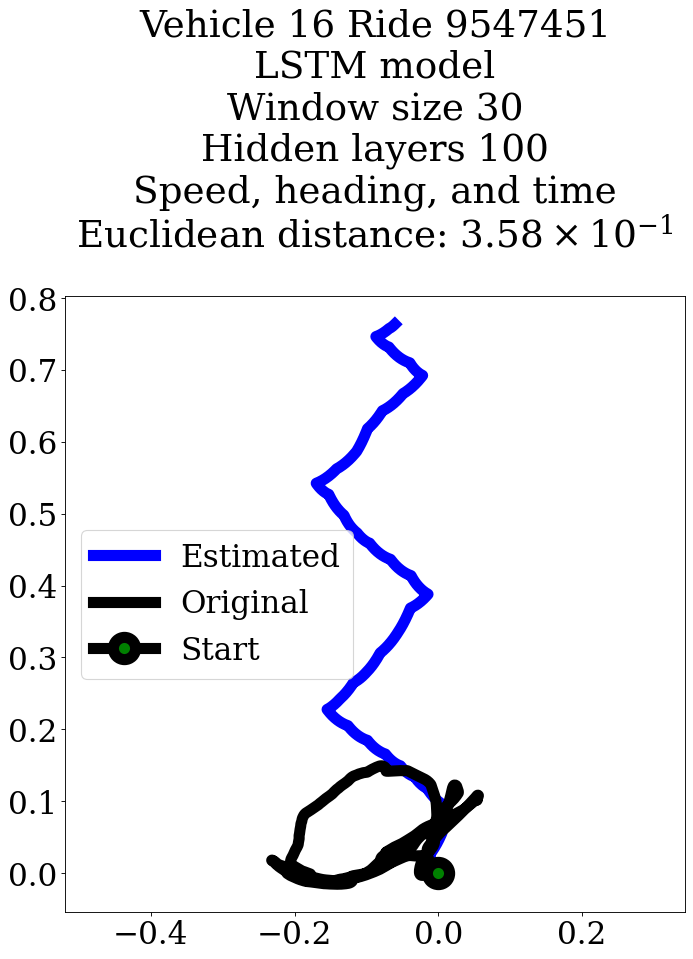 Vehicle 16 Ride 9547451
LSTM model
Window size 30
Hidden layers 100
Speed, heading, and time
Euclidean distance: 3.58 × 10⁻¹
0.8
0.7
0.6
0.5
0.4
0.3
0.2
0.1
0.0
Estimated
Original
Start
−0.4
−0.2
0.0
0.2